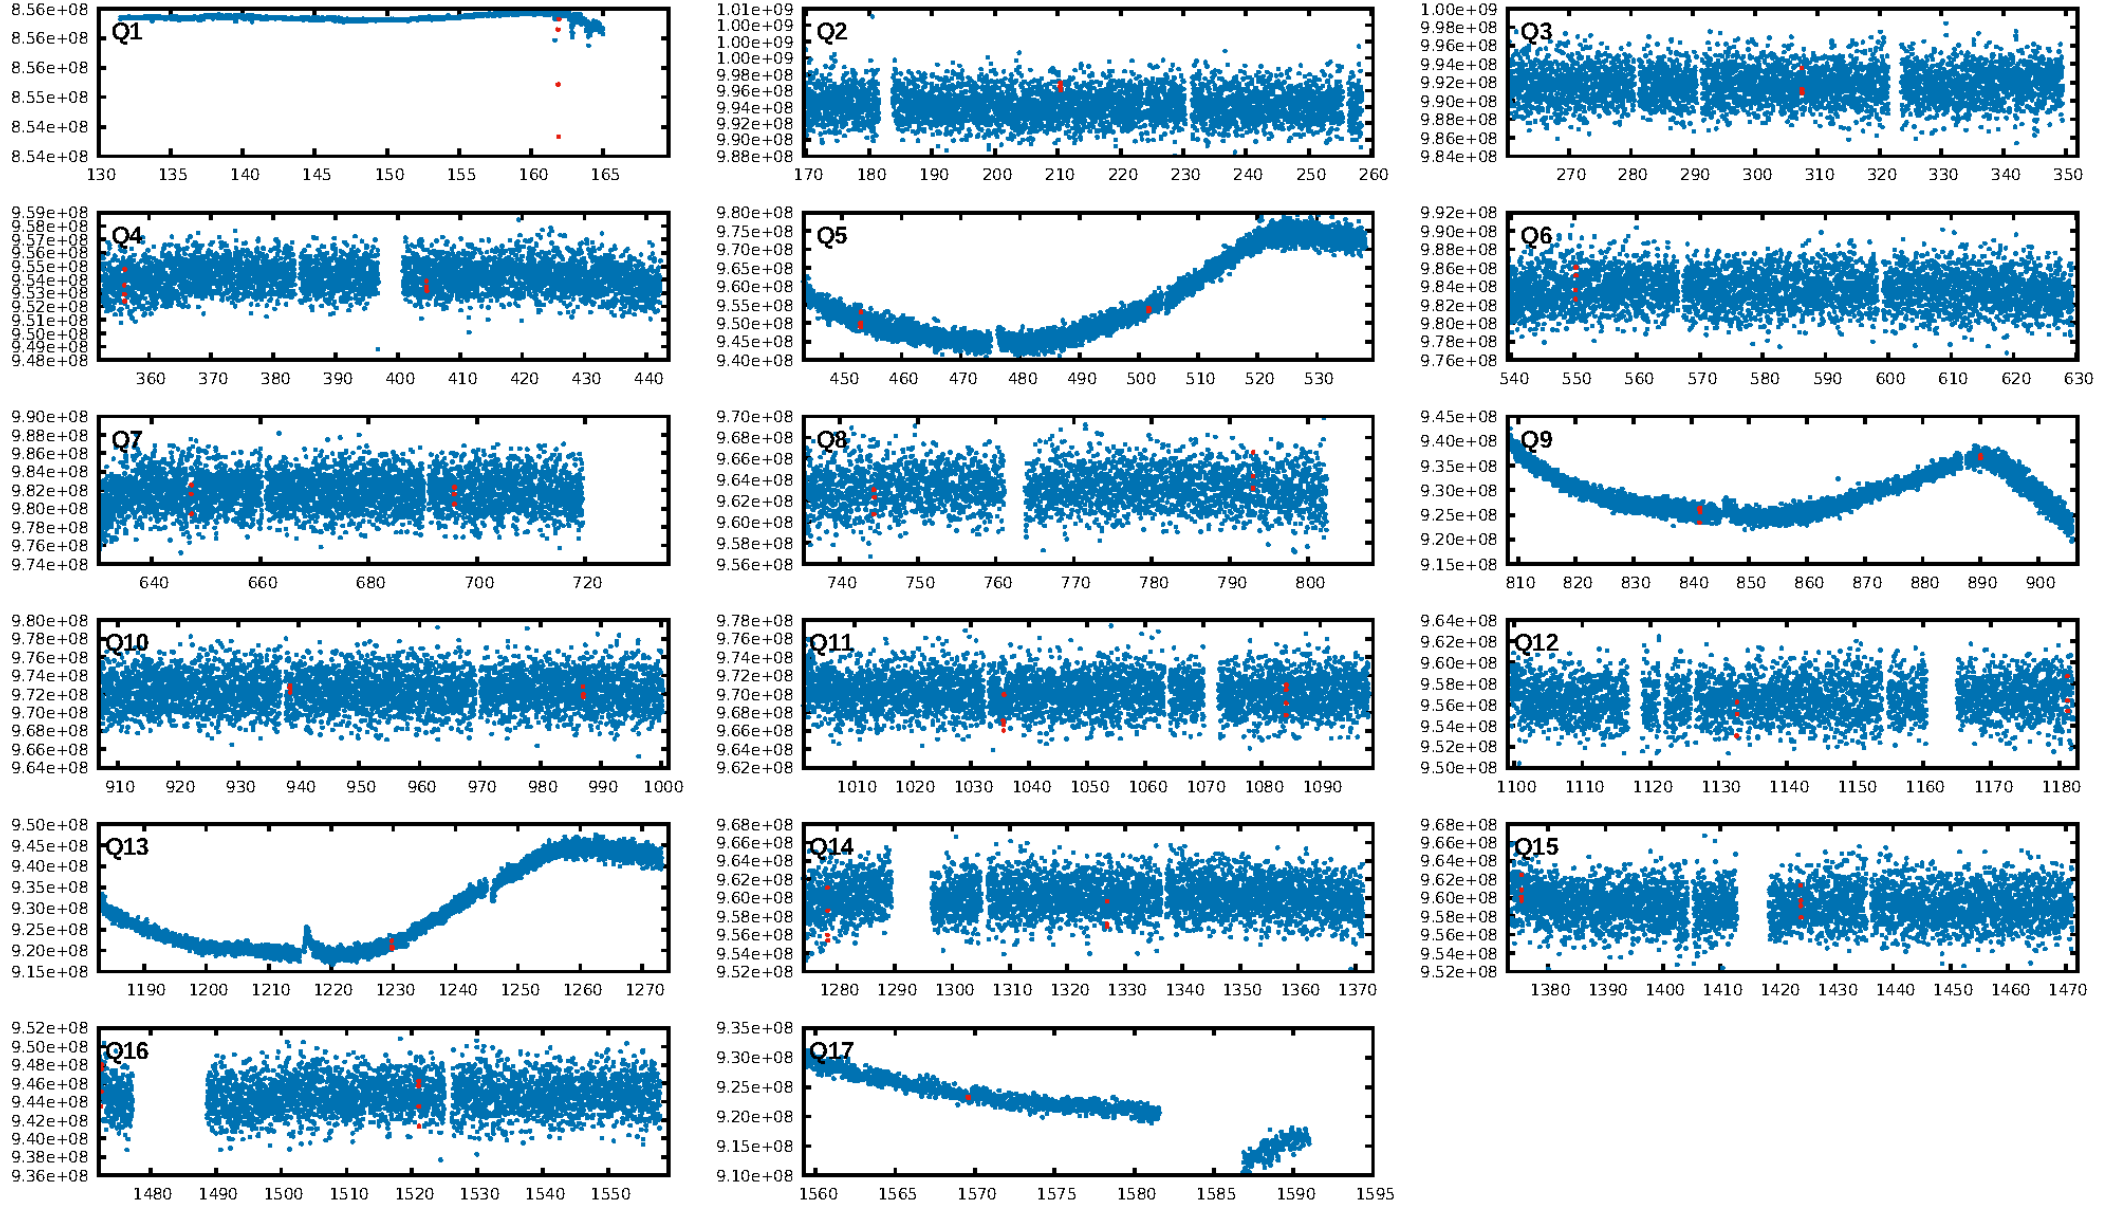 Q1
8.56e+08
8.56e+08
8.56e+08
8.55e+08
8.54e+08
8.54e+08
130 135 140 145 150 155 160 165
Q2
1.01e+09
1.00e+09
1.00e+09
1.00e+09
9.98e+08
9.96e+08
9.94e+08
9.92e+08
9.90e+08
9.88e+08
170 180 190 200 210 220 230 240 250 260
Q3
1.00e+09
9.96e+08
9.94e+08
9.92e+08
9.90e+08
9.88e+08
9.86e+08
9.84e+08
270 280 290 300 310 320 330 340 350
Q4
9.59e+08
9.57e+08
9.56e+08
9.55e+08
9.54e+08
9.53e+08
9.52e+08
9.51e+08
9.50e+08
9.49e+08
9.48e+08
360 370 380 390 400 410 420 430 440
Q5
9.80e+08
9.75e+08
9.70e+08
9.65e+08
9.60e+08
9.55e+08
9.50e+08
9.45e+08
9.40e+08
450 460 470 480 490 500 510 520 530
Q6
9.92e+08
9.90e+08
9.88e+08
9.86e+08
9.84e+08
9.82e+08
9.80e+08
9.78e+08
9.76e+08
540 550 560 570 580 590 600 610 620 630
Q7
9.90e+08
9.88e+08
9.86e+08
9.84e+08
9.82e+08
9.80e+08
9.78e+08
9.76e+08
9.74e+08
640 660 680 700 720
Q8
9.70e+08
9.68e+08
9.66e+08
9.64e+08
9.62e+08
9.60e+08
9.58e+08
9.56e+08
740 750 760 770 780 790 800
Q9
9.45e+08
9.40e+08
9.35e+08
9.30e+08
9.25e+08
9.20e+08
9.15e+08
810 820 830 840 850 860 870 880 890 900
Q10
9.80e+08
9.78e+08
9.76e+08
9.74e+08
9.72e+08
9.70e+08
9.68e+08
9.66e+08
9.64e+08
910 920 930 940 950 960 970 980 990 1000
Q11
9.78e+08
9.76e+08
9.74e+08
9.72e+08
9.70e+08
9.68e+08
9.66e+08
9.64e+08
9.62e+08
1010 1020 1030 1040 1050 1060 1070 1080 1090
Q12
9.64e+08
9.62e+08
9.60e+08
9.58e+08
9.56e+08
9.54e+08
9.52e+08
9.50e+08
1100 1110 1120 1130 1140 1150 1160 1170 1180
Q13
9.50e+08
9.45e+08
9.40e+08
9.35e+08
9.30e+08
9.25e+08
9.20e+08
9.15e+08
1190 1200 1210 1220 1230 1240 1250 1260 1270
Q14
9.68e+08
9.66e+08
9.64e+08
9.62e+08
9.60e+08
9.58e+08
9.56e+08
9.54e+08
9.52e+08
1280 1290 1300 1310 1320 1330 1340 1350 1360 1370
Q15
9.68e+08
9.66e+08
9.64e+08
9.62e+08
9.60e+08
9.58e+08
9.56e+08
9.54e+08
9.52e+08
1380 1390 1400 1410 1420 1430 1440 1450 1460 1470
Q16
9.52e+08
9.50e+08
9.48e+08
9.46e+08
9.44e+08
9.42e+08
9.40e+08
9.38e+08
9.36e+08
1480 1490 1500 1510 1520 1530 1540 1550
Q17
9.35e+08
9.30e+08
9.25e+08
9.20e+08
9.15e+08
9.10e+08
1560 1565 1570 1575 1580 1585 1590 1595